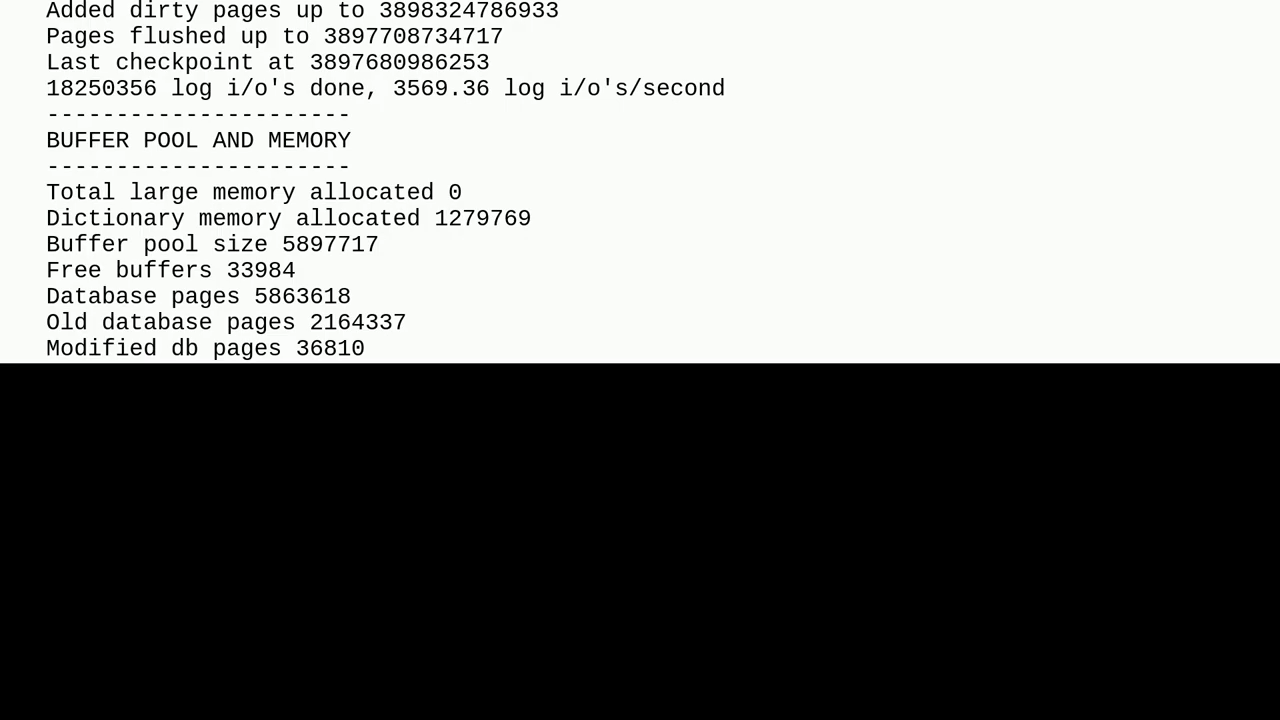 Added dirty pages up to 3898324786933
Pages flushed up to 3897708734717
Last checkpoint at 3897680986253
18250356 log i/o's done, 3569.36 log i/o's/second
----------------------
BUFFER POOL AND MEMORY
----------------------
Total large memory allocated 0
Dictionary memory allocated 1279769
Buffer pool size 5897717
Free buffers 33984
Database pages 5863618
Old database pages 2164337
Modified db pages 36810